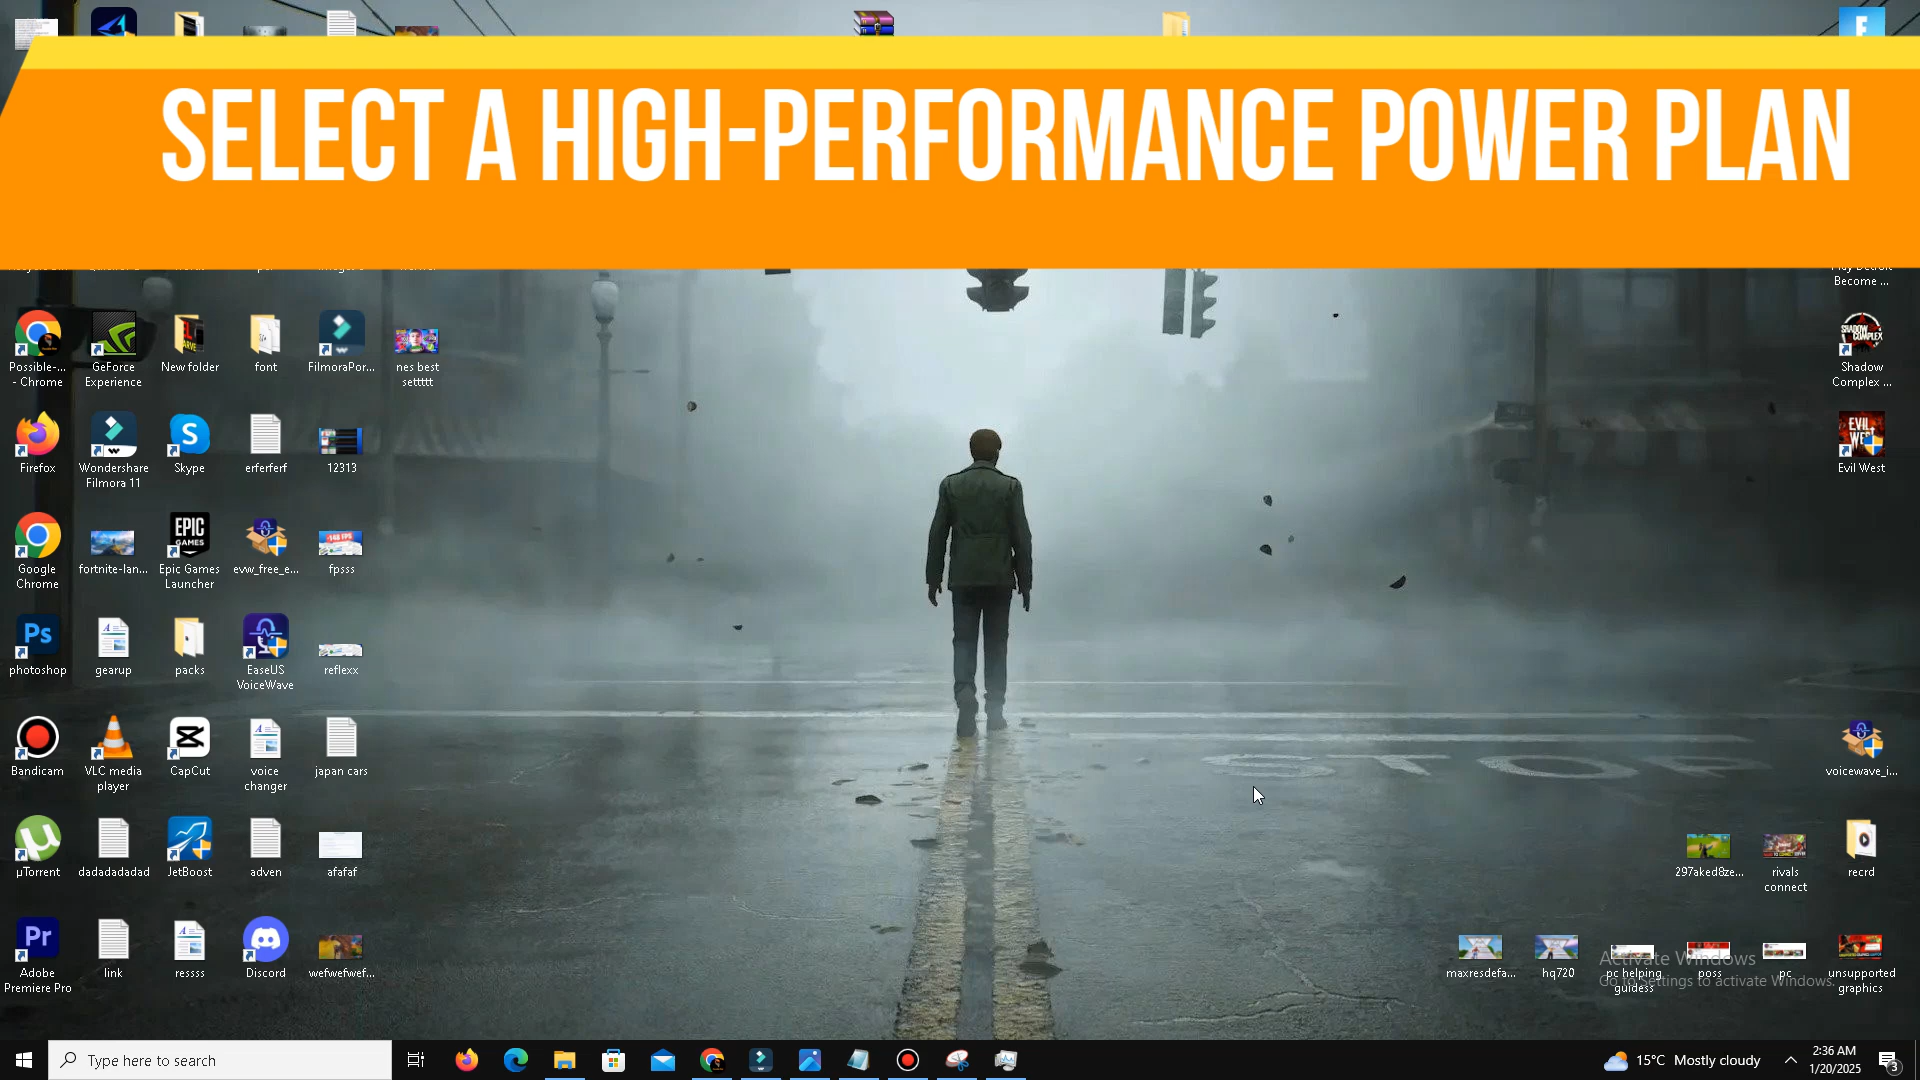 SELECT A HIGH-PERFORMANCE POWER PLAN
Become ...
Possible-...
- Chrome
GeForce
Experience
New folder
font
FilmoraPor...
nes best
settttt
Shadow
Complex ...
Firefox
Wondershare
Filmora 11
Skype
erferferf
12313
Evil West
Google
Chrome
fortnite-lan...
Epic Games
Launcher
evw_free_e...
fpsss
photoshop
gearup
packs
EaseUS
VoiceWave
reflexx
Bandicam
VLC media
player
CapCut
voice
changer
japan cars
voicewave_i...
µTorrent
dadadadadad
JetBoost
adven
afafaf
297aked8ze...
rivals
connect
recrd
Adobe
Premiere Pro
link
ressss
Discord
wefwefwef...
maxresdefa...
hq720
pc helping
guidess
poss
pc
unsupported
graphics
Activate Windows
Go to Settings to activate Windows.
Type here to search
15°C Mostly cloudy
2:36 AM
1/20/2025
3